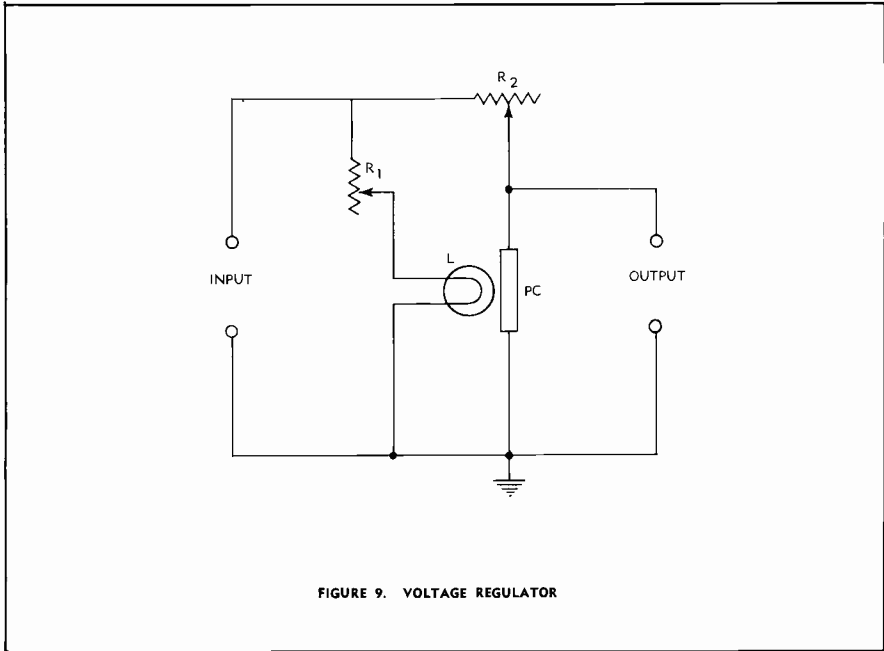 R2
R1
L
INPUT
PC
OUTPUT
FIGURE 9. VOLTAGE REGULATOR